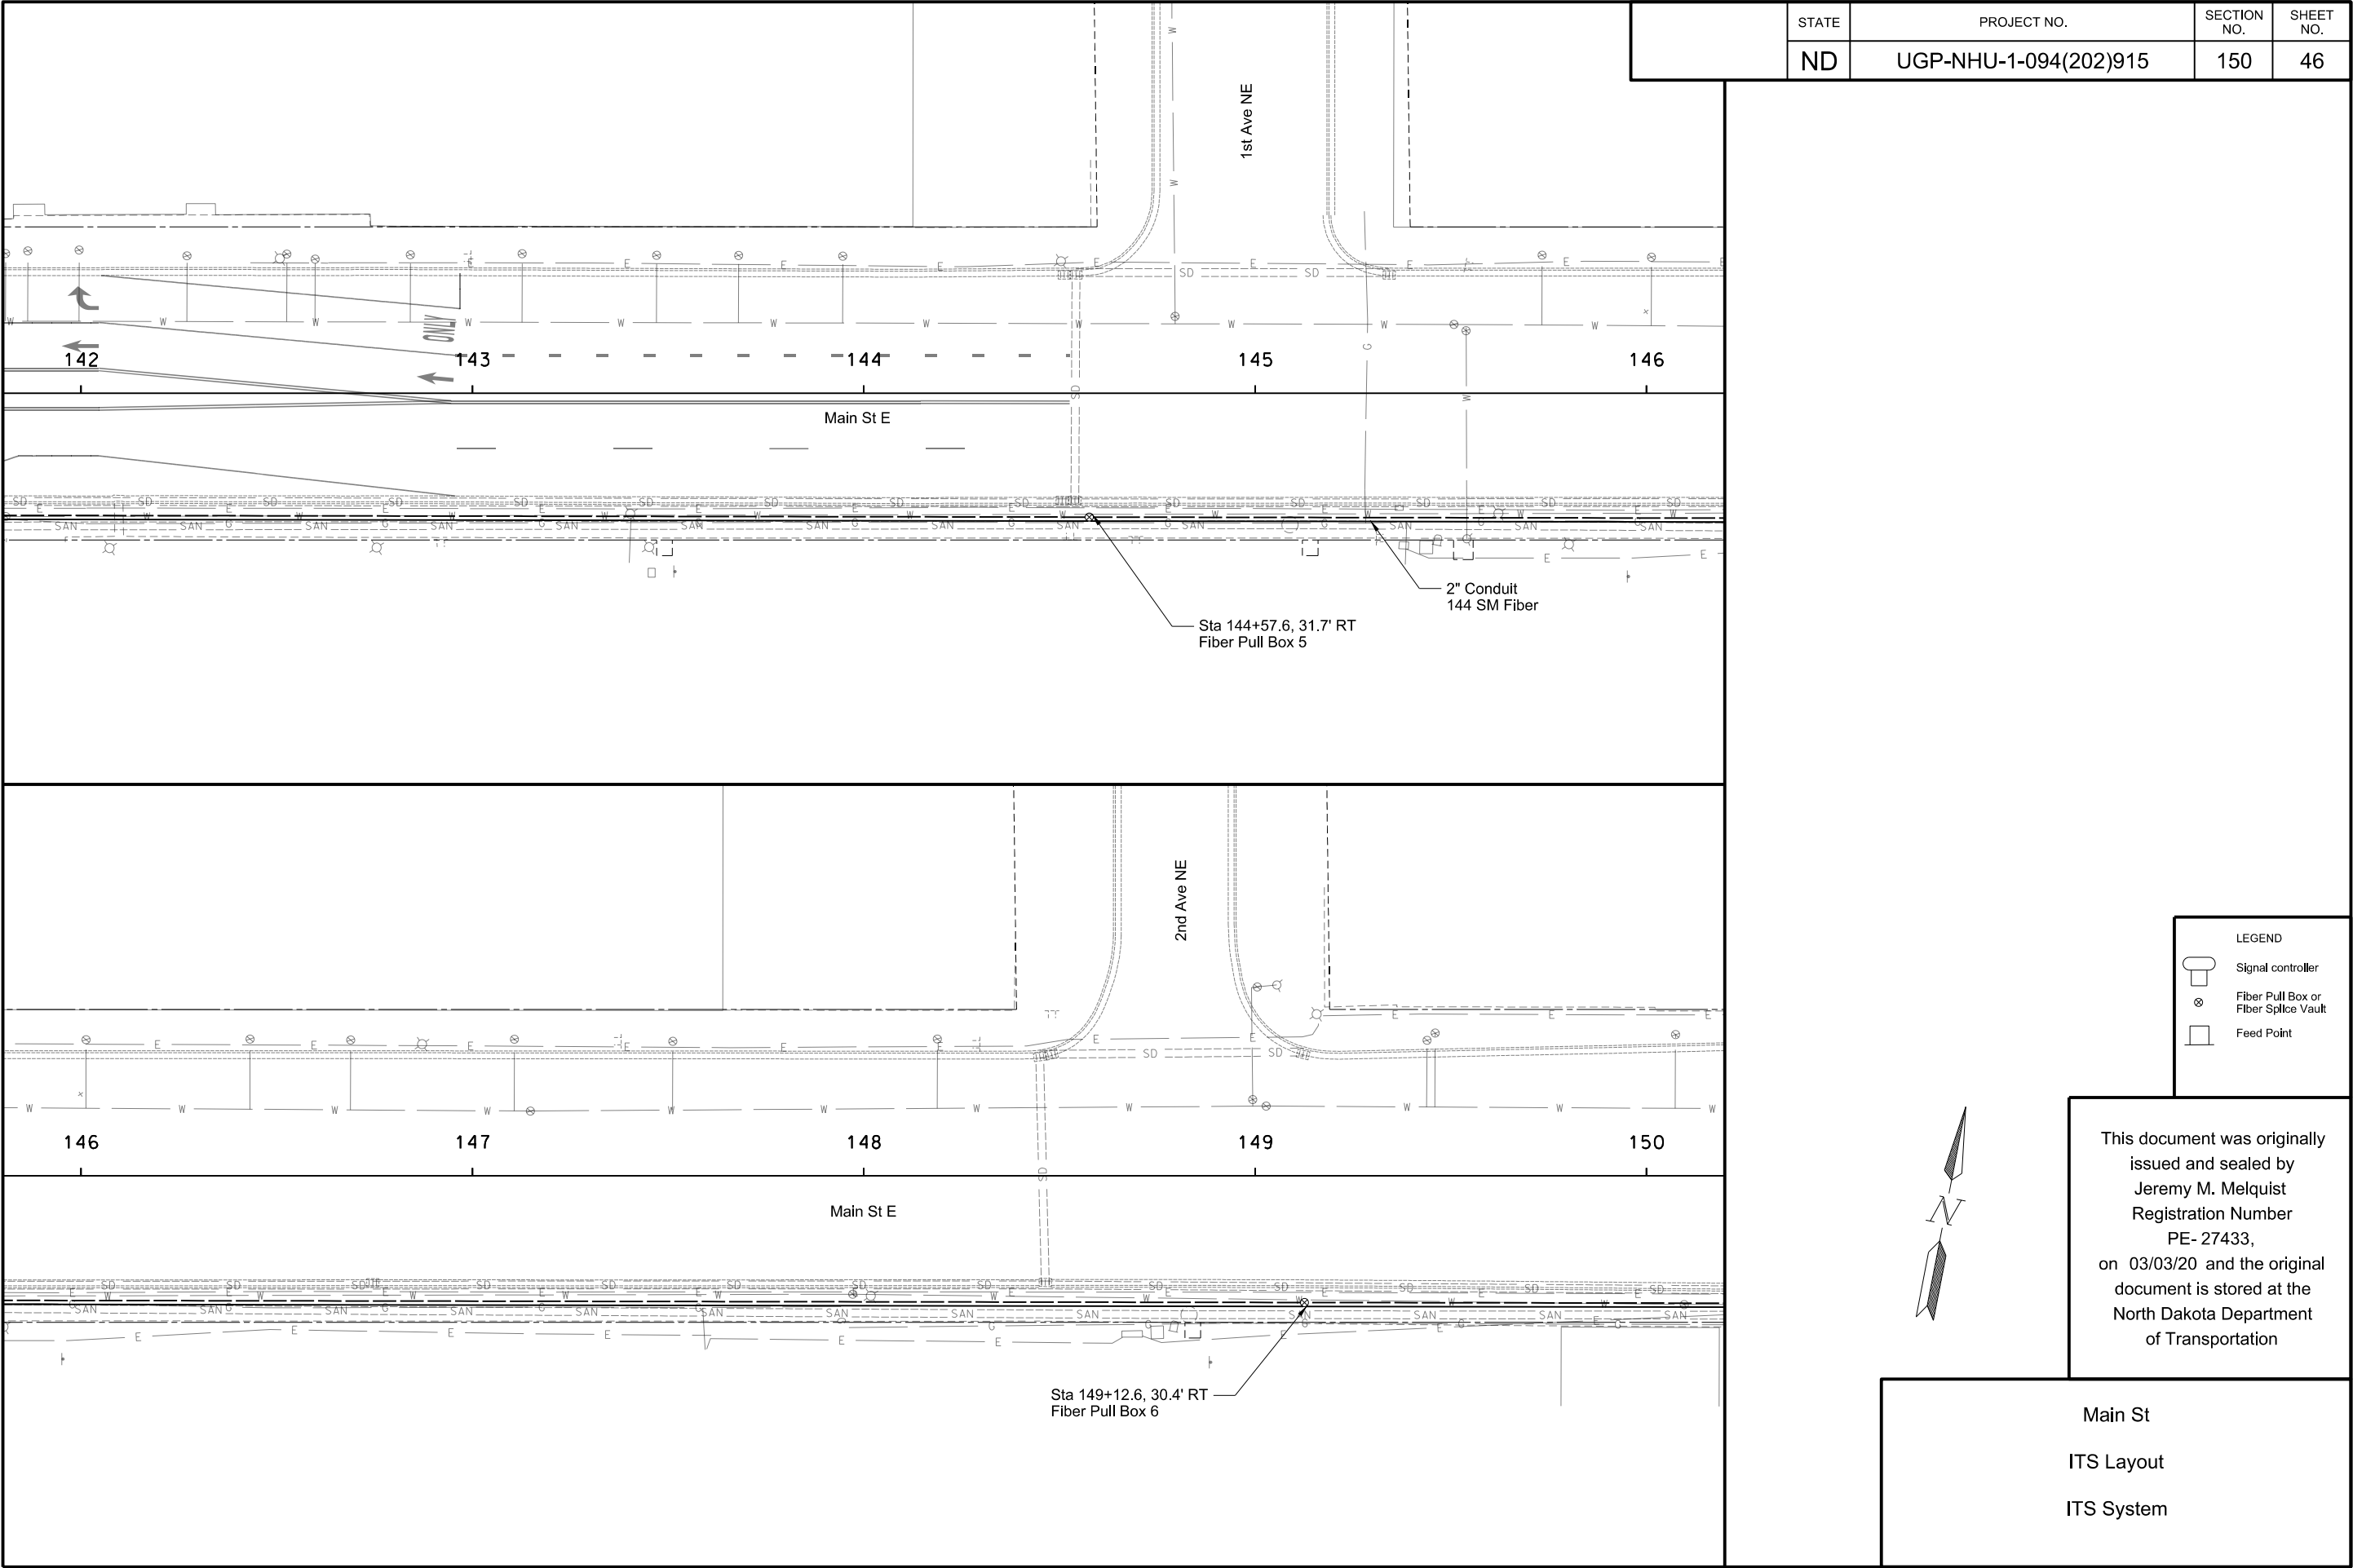 STATE
PROJECT NO.
SECTION NO.
SHEET NO.
ND
UGP-NHU-1-094(202)915
150
46
1st Ave NE
ONLY
142
143
144
145
146
Main St E
2" Conduit
144 SM Fiber
Sta 144+57.6, 31.7' RT
Fiber Pull Box 5
2nd Ave NE
146
147
148
149
150
Main St E
Sta 149+12.6, 30.4' RT
Fiber Pull Box 6
LEGEND
Signal controller
Fiber Pull Box or
Fiber Splice Vault
Feed Point
N
This document was originally
issued and sealed by
Jeremy M. Melquist
Registration Number
PE- 27433,
on 03/03/20 and the original
document is stored at the
North Dakota Department
of Transportation
Main St
ITS Layout
ITS System